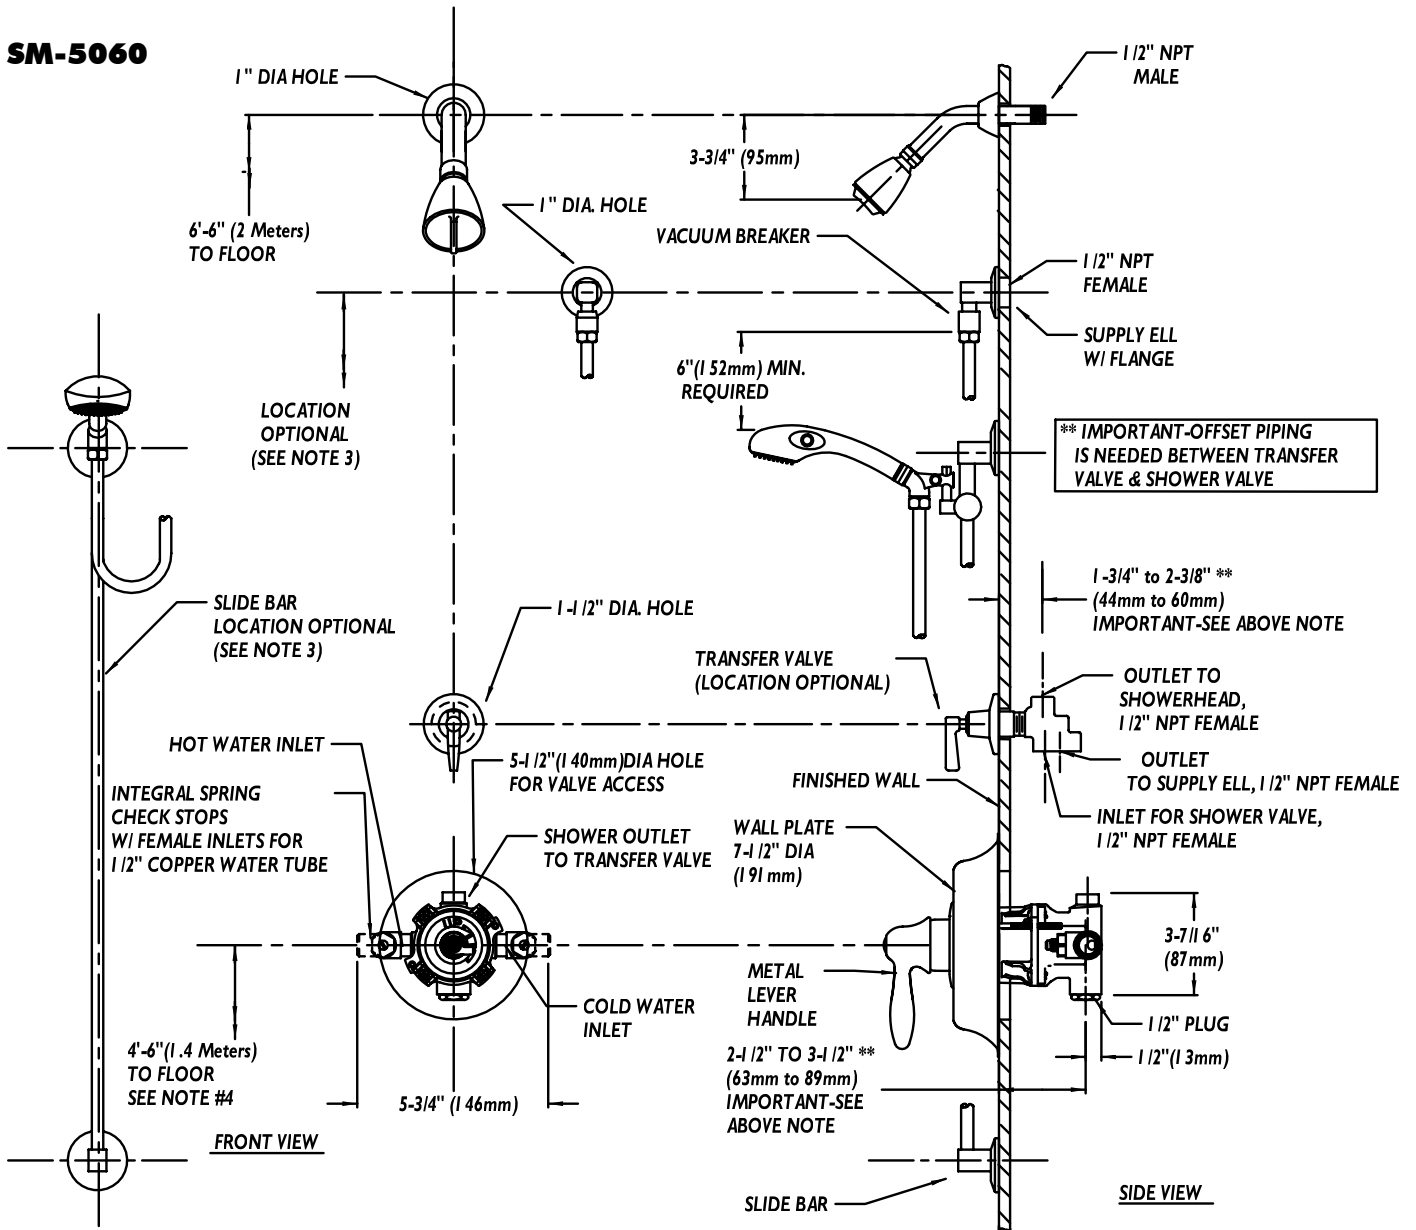 SM-5060
1" DIA HOLE
6'-6" (2 Meters)
TO FLOOR
1" DIA. HOLE
3-3/4" (95mm)
1/2" NPT
MALE
VACUUM BREAKER
1/2" NPT
FEMALE
SUPPLY ELL
W/ FLANGE
6"(152mm) MIN.
REQUIRED
LOCATION
OPTIONAL
(SEE NOTE 3)
** IMPORTANT-OFFSET PIPING
IS NEEDED BETWEEN TRANSFER
VALVE & SHOWER VALVE
SLIDE BAR
LOCATION OPTIONAL
(SEE NOTE 3)
1-1/2" DIA. HOLE
1-3/4" to 2-3/8" **
(44mm to 60mm)
IMPORTANT-SEE ABOVE NOTE
TRANSFER VALVE
(LOCATION OPTIONAL)
OUTLET TO
SHOWERHEAD,
1/2" NPT FEMALE
OUTLET
TO SUPPLY ELL, 1/2" NPT FEMALE
INLET FOR SHOWER VALVE,
1/2" NPT FEMALE
HOT WATER INLET
5-1/2"(140mm)DIA HOLE
FOR VALVE ACCESS
FINISHED WALL
INTEGRAL SPRING
CHECK STOPS
W/ FEMALE INLETS FOR
1/2" COPPER WATER TUBE
SHOWER OUTLET
TO TRANSFER VALVE
WALL PLATE
7-1/2" DIA
(191mm)
UP
3-7/16"
(87mm)
METAL
LEVER
HANDLE
COLD WATER
INLET
1/2" PLUG
1/2"(13mm)
4'-6"(1.4 Meters)
TO FLOOR
SEE NOTE #4
5-3/4" (146mm)
2-1/2" TO 3-1/2" **
(63mm to 89mm)
IMPORTANT-SEE
ABOVE NOTE
FRONT VIEW
SLIDE BAR
SIDE VIEW